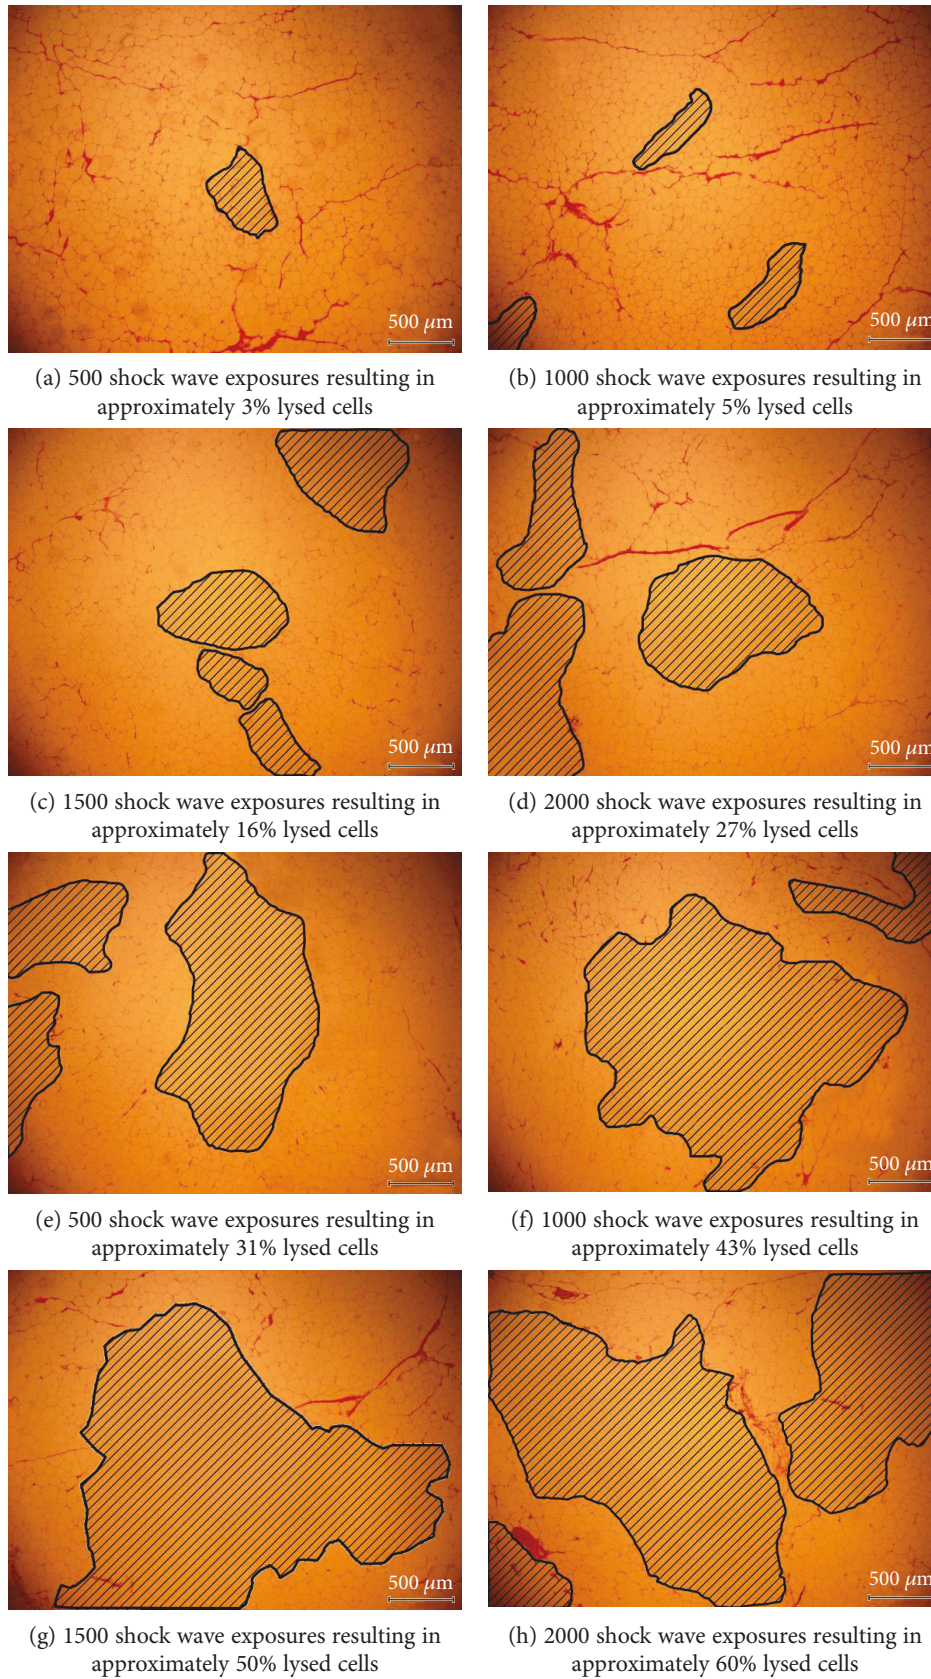 500 μm
500 μm
(a) 500 shock wave exposures resulting in
approximately 3% lysed cells
(b) 1000 shock wave exposures resulting in
approximately 5% lysed cells
500 μm
500 μm
(c) 1500 shock wave exposures resulting in
approximately 16% lysed cells
(d) 2000 shock wave exposures resulting in
approximately 27% lysed cells
500 μm
500 μm
(e) 500 shock wave exposures resulting in
approximately 31% lysed cells
(f) 1000 shock wave exposures resulting in
approximately 43% lysed cells
500 μm
500 μm
(g) 1500 shock wave exposures resulting in
approximately 50% lysed cells
(h) 2000 shock wave exposures resulting in
approximately 60% lysed cells